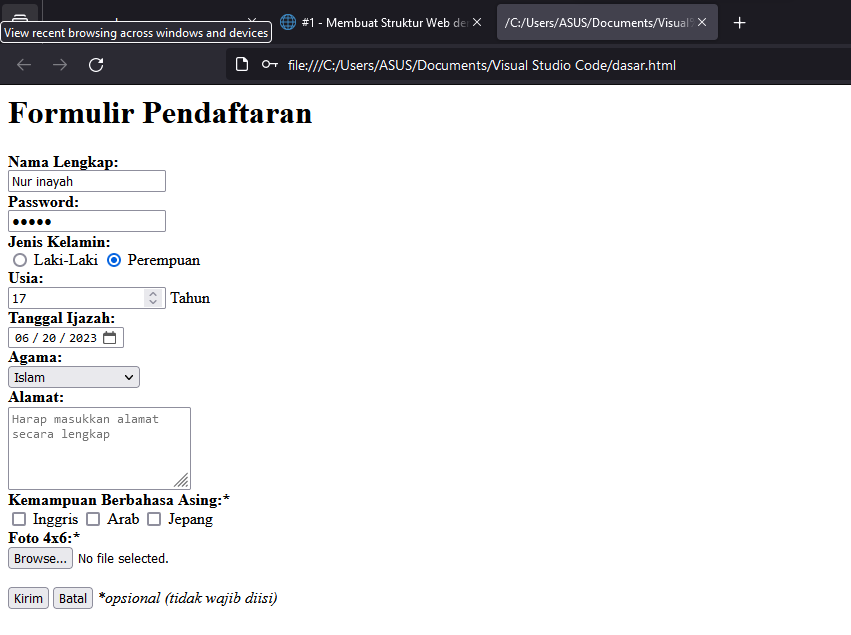 #1 - Membuat Struktur Web de
/C:/Users/ASUS/Documents/Visual
View recent browsing across windows and devices
file:///C:/Users/ASUS/Documents/Visual Studio Code/dasar.html
Formulir Pendaftaran
Nama Lengkap:
Nur inayah
Password:
●●●●●
Jenis Kelamin:
Laki-Laki Perempuan
Usia:
17 Tahun
Tanggal Ijazah:
06 / 20 / 2023
Agama:
Islam
Alamat:
Harap masukkan alamat
secara lengkap
Kemampuan Berbahasa Asing:*
Inggris Arab Jepang
Foto 4x6:*
Browse... No file selected.
Kirim Batal *opsional (tidak wajib diisi)